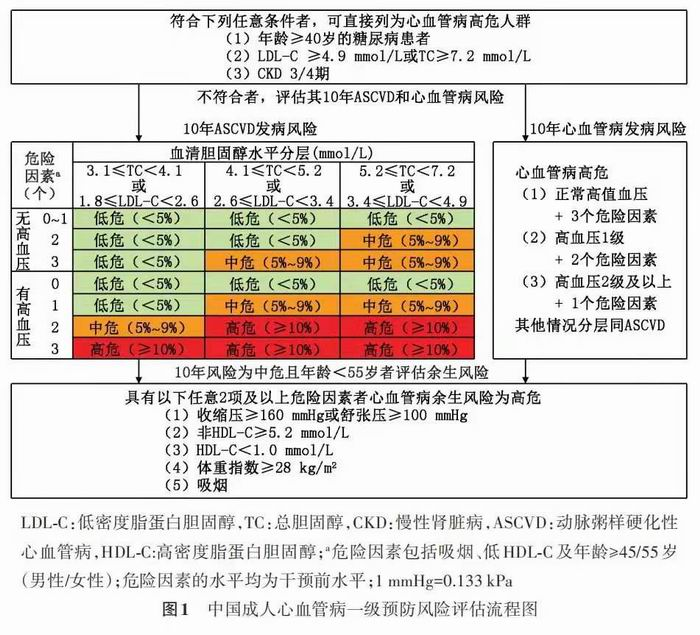 符合下列任意条件者，可直接列为心血管病高危人群
（1）年龄≥40岁的糖尿病患者
（2）LDL-C ≥4.9 mmol/L或TC≥7.2 mmol/L
（3）CKD 3/4期
不符合者，评估其10年ASCVD和心血管病风险
10年ASCVD发病风险
10年心血管病发病风险
危险因素a（个）
血清胆固醇水平分层(mmol/L)
3.1≤TC<4.1 或 1.8≤LDL-C<2.6
4.1≤TC<5.2 或 2.6≤LDL-C<3.4
5.2≤TC<7.2 或 3.4≤LDL-C<4.9
无高血压
0~1 低危（<5%） 低危（<5%） 低危（<5%）
2 低危（<5%） 低危（<5%） 中危（5%~9%）
3 低危（<5%） 中危（5%~9%） 中危（5%~9%）
有高血压
0 低危（<5%） 低危（<5%） 低危（<5%）
1 低危（<5%） 中危（5%~9%） 中危（5%~9%）
2 中危（5%~9%） 高危（≥10%） 高危（≥10%）
3 高危（≥10%） 高危（≥10%） 高危（≥10%）
心血管病高危
（1）正常高值血压
+ 3个危险因素
（2）高血压1级
+ 2个危险因素
（3）高血压2级及以上
+ 1个危险因素
其他情况分层同ASCVD
10年风险为中危且年龄<55岁者评估余生风险
具有以下任意2项及以上危险因素者心血管病余生风险为高危
（1）收缩压≥160 mmHg或舒张压≥100 mmHg
（2）非HDL-C≥5.2 mmol/L
（3）HDL-C<1.0 mmol/L
（4）体重指数≥28 kg/m²
（5）吸烟
LDL-C:低密度脂蛋白胆固醇,TC:总胆固醇,CKD:慢性肾脏病,ASCVD:动脉粥样硬化性
心血管病,HDL-C:高密度脂蛋白胆固醇;a危险因素包括吸烟、低HDL-C及年龄≥45/55岁
(男性/女性);危险因素的水平均为干预前水平;1 mmHg=0.133 kPa
图1 中国成人心血管病一级预防风险评估流程图